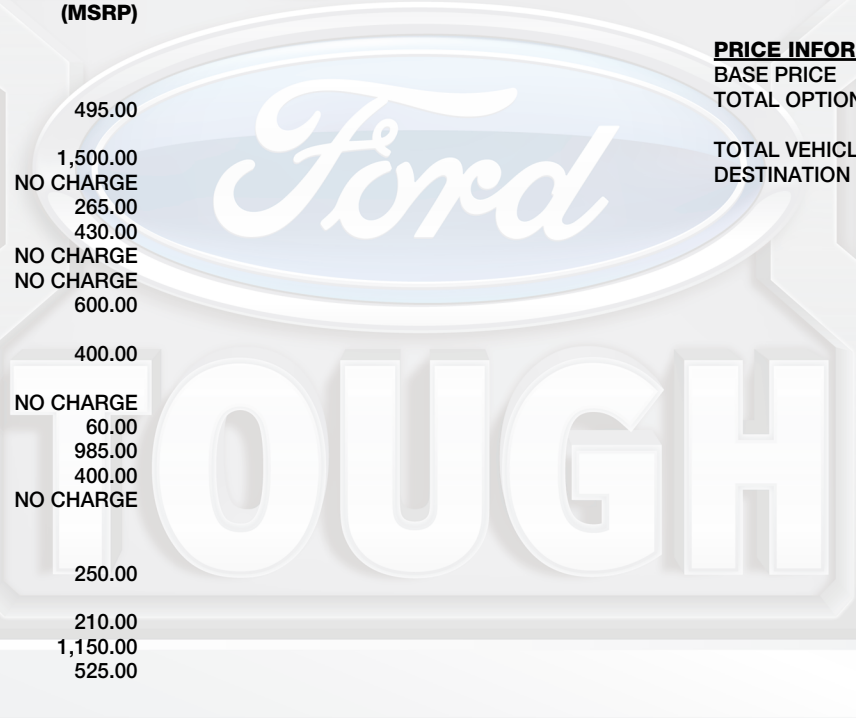 (MSRP)
495.00
1,500.00
NO CHARGE
265.00
430.00
NO CHARGE
NO CHARGE
600.00
400.00
NO CHARGE
60.00
985.00
400.00
NO CHARGE
250.00
210.00
1,150.00
525.00
PRICE INFOR
BASE PRICE
TOTAL OPTION
TOTAL VEHICL
DESTINATION
Ford
TOUGH